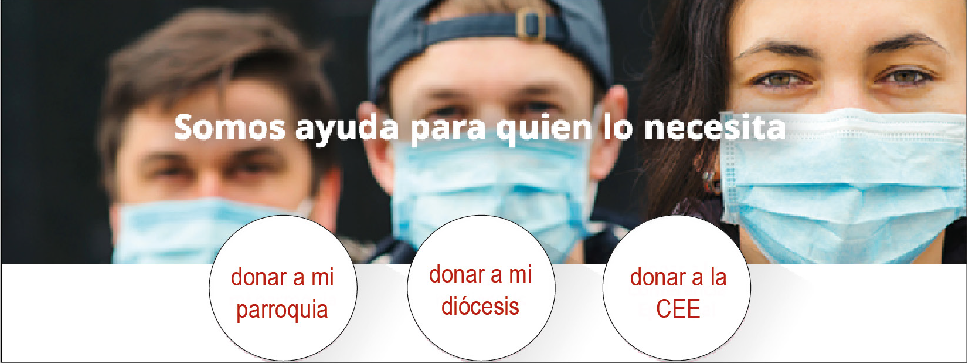 Somos ayuda para quien lo necesita
donar a mi
parroquia
donar a mi
diócesis
donar a la
CEE